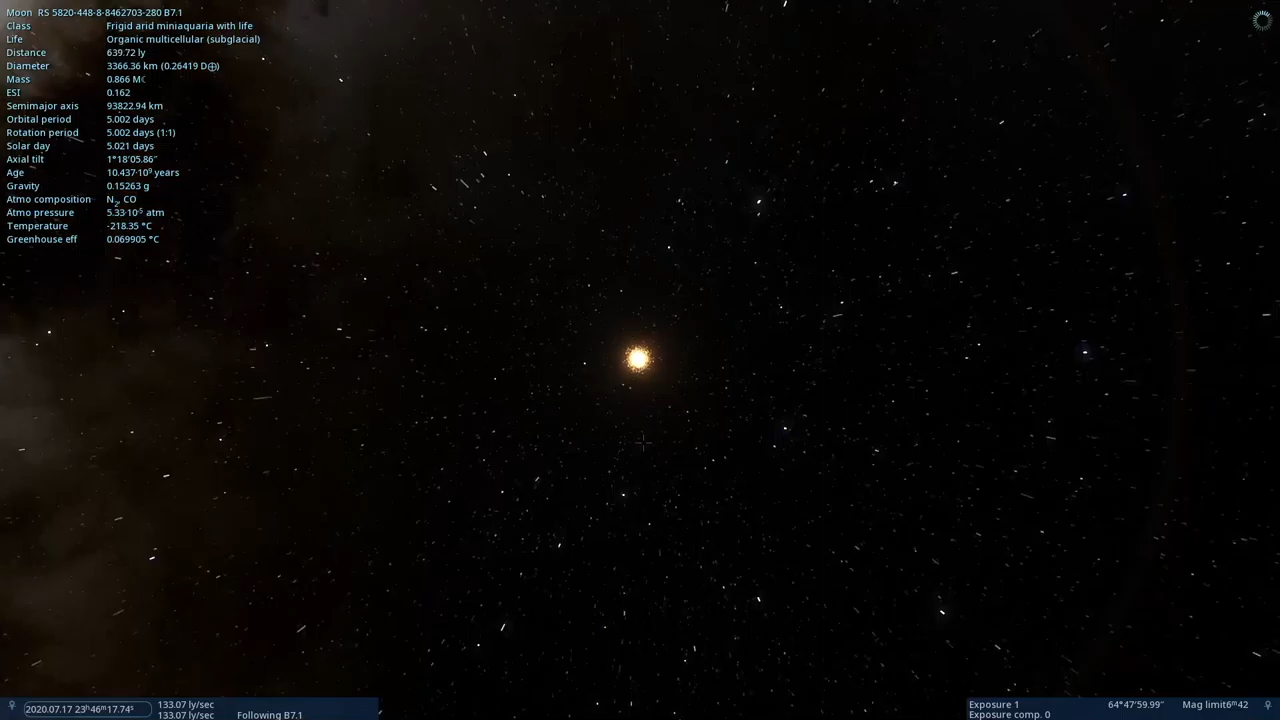 Moon RS 5820-448-8-8462703-280 B7.1
Class Frigid arid miniaquaria with life
Life Organic multicellular (subglacial)
Distance 639.72 ly
Diameter 3366.36 km (0.26419 D⊕)
Mass 0.866 M☾
ESI 0.162
Semimajor axis 93822.94 km
Orbital period 5.002 days
Rotation period 5.002 days (1:1)
Solar day 5.021 days
Axial tilt 1°18′05.86″
Age 10.437·10⁹ years
Gravity 0.15263 g
Atmo composition N₂, CO
Atmo pressure 5.33·10⁻⁵ atm
Temperature -218.35 °C
Greenhouse eff 0.069905 °C
2020.07.17 23ʰ46ᵐ17.74ˢ
133.07 ly/sec
133.07 ly/sec Following B7.1
Exposure 1 64°47′59.99″ Mag limit 6ᵐ42
Exposure comp. 0